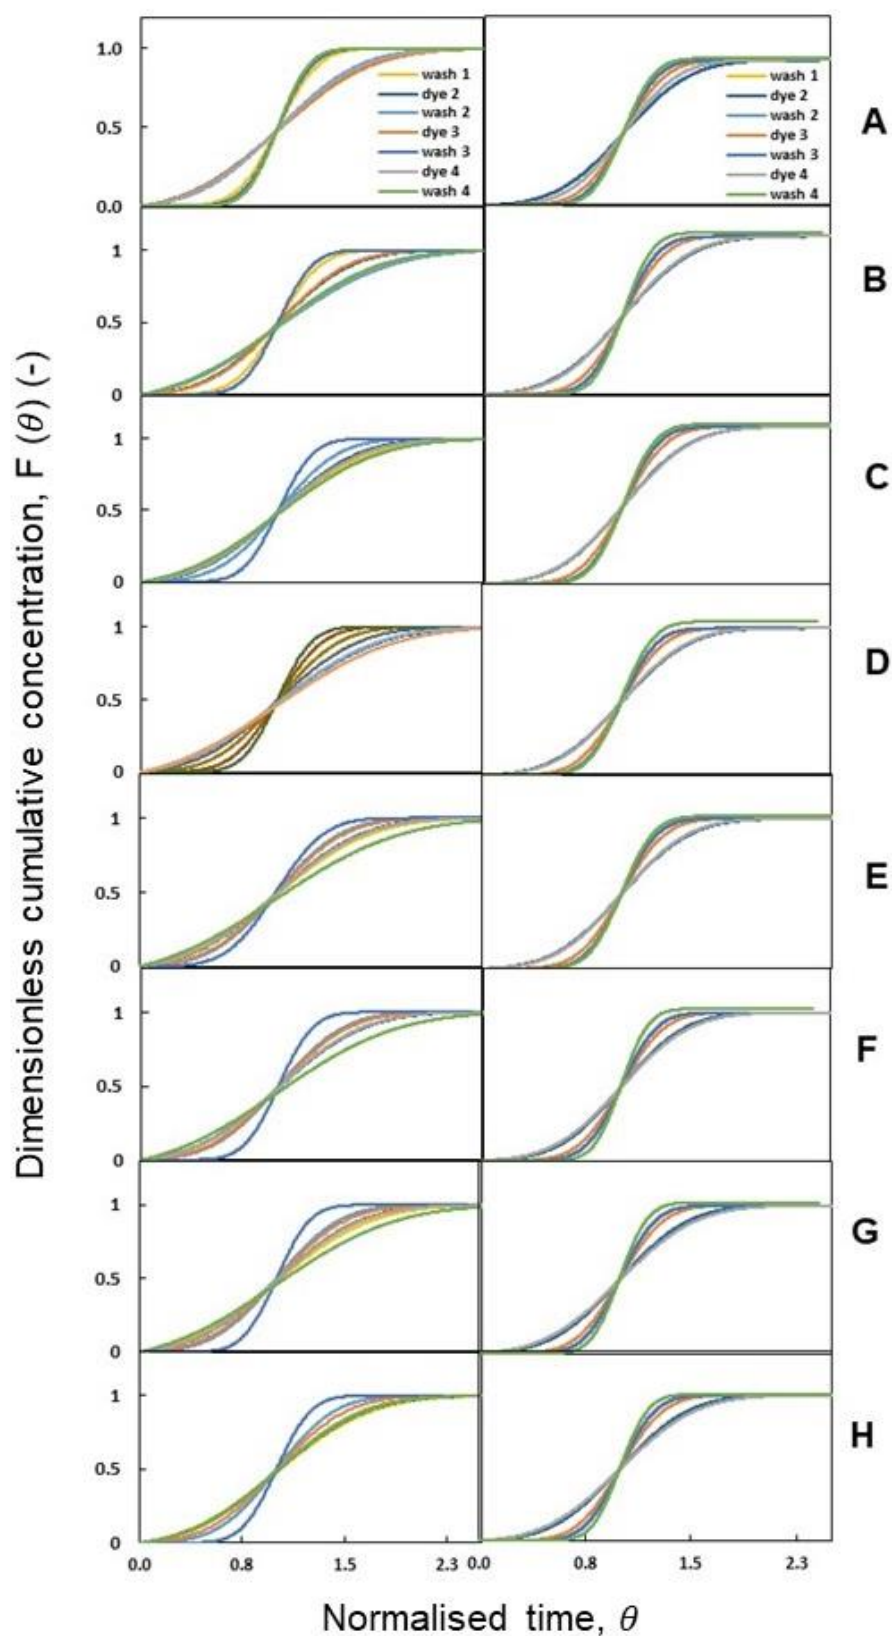 Dimensionless cumulative concentration, F (θ) (-)
1.0
0.5
0.0
wash 1
dye 2
wash 2
dye 3
wash 3
dye 4
wash 4
wash 1
dye 2
wash 2
dye 3
wash 3
dye 4
wash 4
A
1
0.5
0
B
1
0.5
0
C
1
0.5
0
D
1
0.5
0
E
1
0.5
0
F
1
0.5
0
G
1
0.5
0
H
0.0 0.8 1.5 2.3 0.0 0.8 1.5 2.3
Normalised time, θ